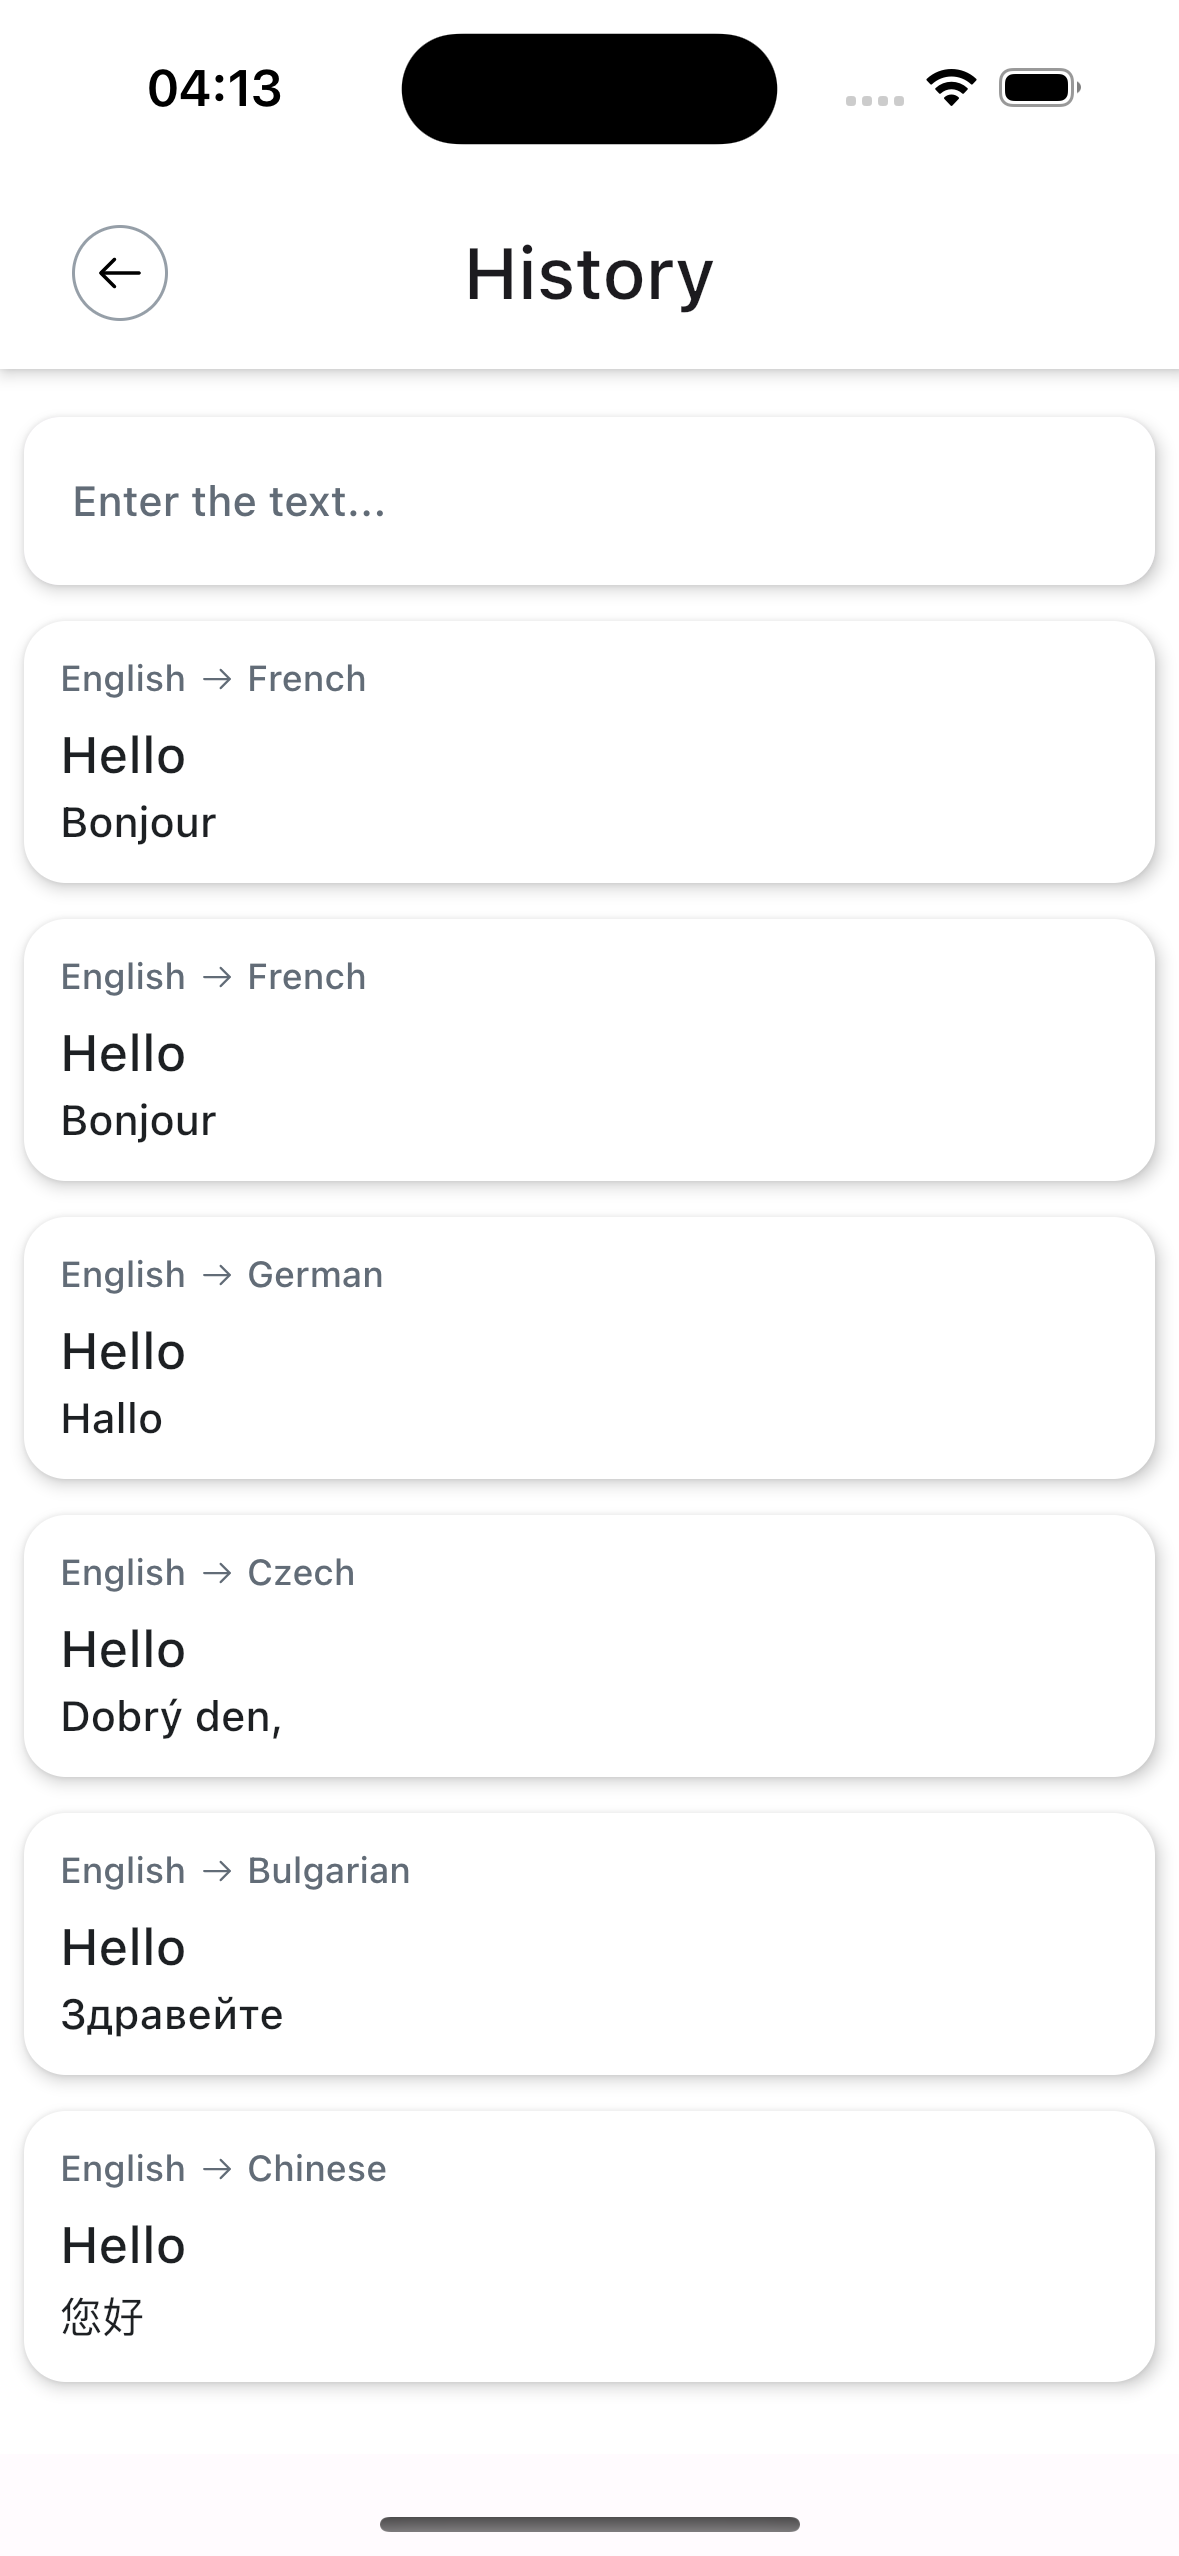 04:13
History
Enter the text...
English → French
Hello
Bonjour
English → French
Hello
Bonjour
English → German
Hello
Hallo
English → Czech
Hello
Dobrý den,
English → Bulgarian
Hello
Здравейте
English → Chinese
Hello
您好